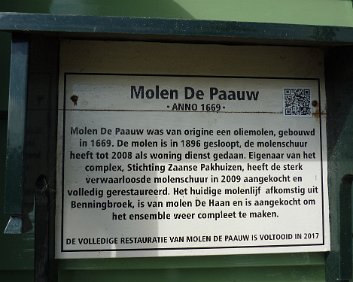 Molen De Paauw
- ANNO 1669 -
Molen De Paauw was van origine een oliemolen, gebouwd
in 1669. De molen is in 1896 gesloopt, de molenschuur
heeft tot 2008 als woning dienst gedaan. Eigenaar van het
complex, Stichting Zaanse Pakhuizen, heeft de sterk
verwaarloosde molenschuur in 2009 aangekocht en
volledig gerestaureerd. Het huidige molenlijf afkomstig uit
Benningbroek, is van molen De Haan en is aangekocht om
het ensemble weer compleet te maken.
DE VOLLEDIGE RESTAURATIE VAN MOLEN DE PAAUW IS VOLTOOID IN 2017